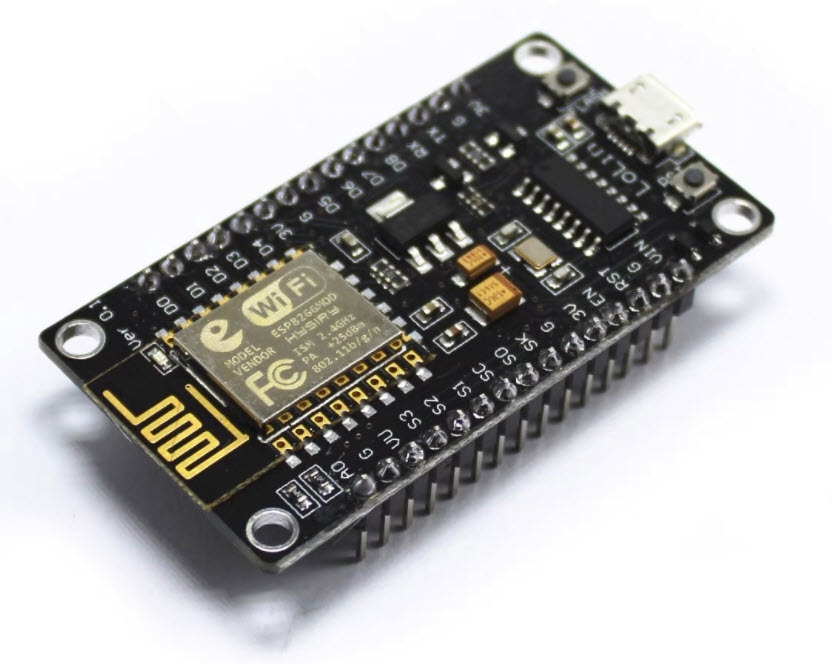 LoLin
3V
G
TX
RX
D8
D7
D6
D5
G
3V
D4
D3
D2
D1
D0
Ver 0.1
WiFi
MODEL ESP8266MOD
VENDOR
ISM 2.4GHz
PA +25dBm
802.11b/g/n
FC
VIN
G
RST
EN
3V
G
SK
SO
SC
S1
S2
S3
VU
G
A0